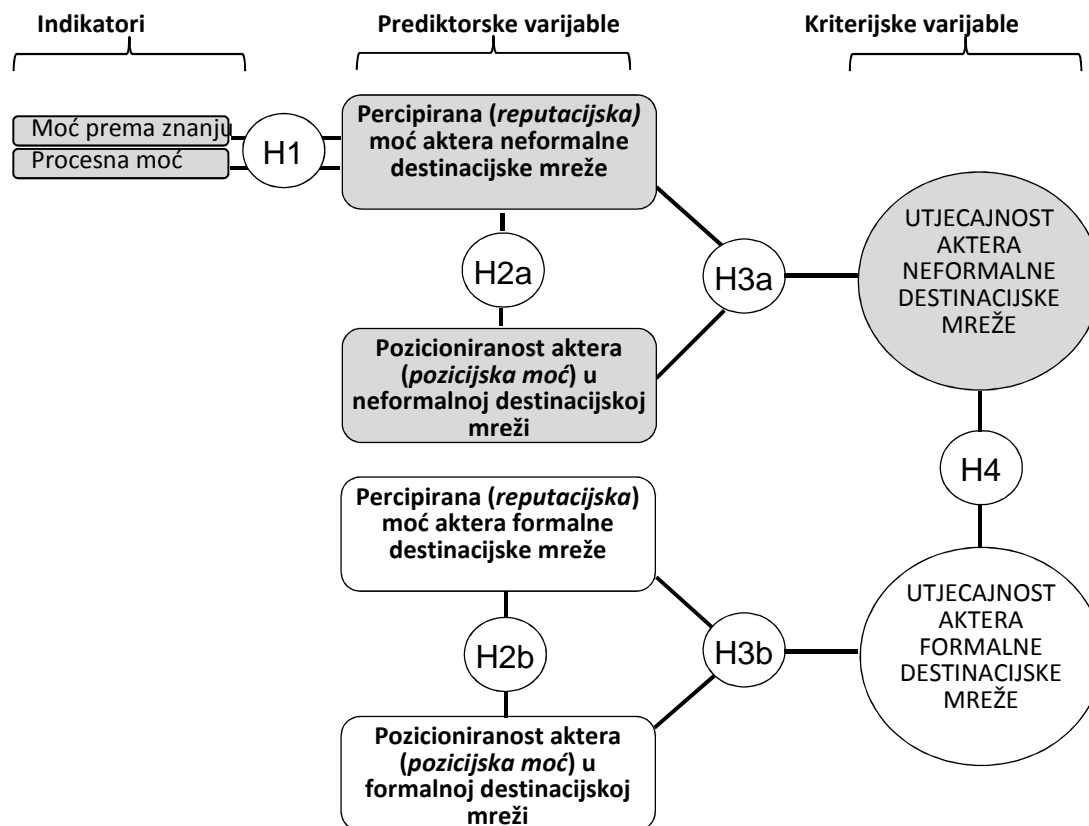 Indikatori
Prediktorske varijable
Kriterijske varijable
Moć prema znanju
Procesna moć
H1
Percipirana (reputacijska)
moć aktera neformalne
destinacijske mreže
H2a
Pozicioniranost aktera
(pozicijska moć) u
neformalnoj destinacijskoj
mreži
H3a
UTJECAJNOST
AKTERA
NEFORMALNE
DESTINACIJSKE
MREŽE
H4
Percipirana (reputacijska)
moć aktera formalne
destinacijske mreže
H2b
Pozicioniranost aktera
(pozicijska moć) u
formalnoj destinacijskoj
mreži
H3b
UTJECAJNOST
AKTERA
FORMALNE
DESTINACIJSKE
MREŽE